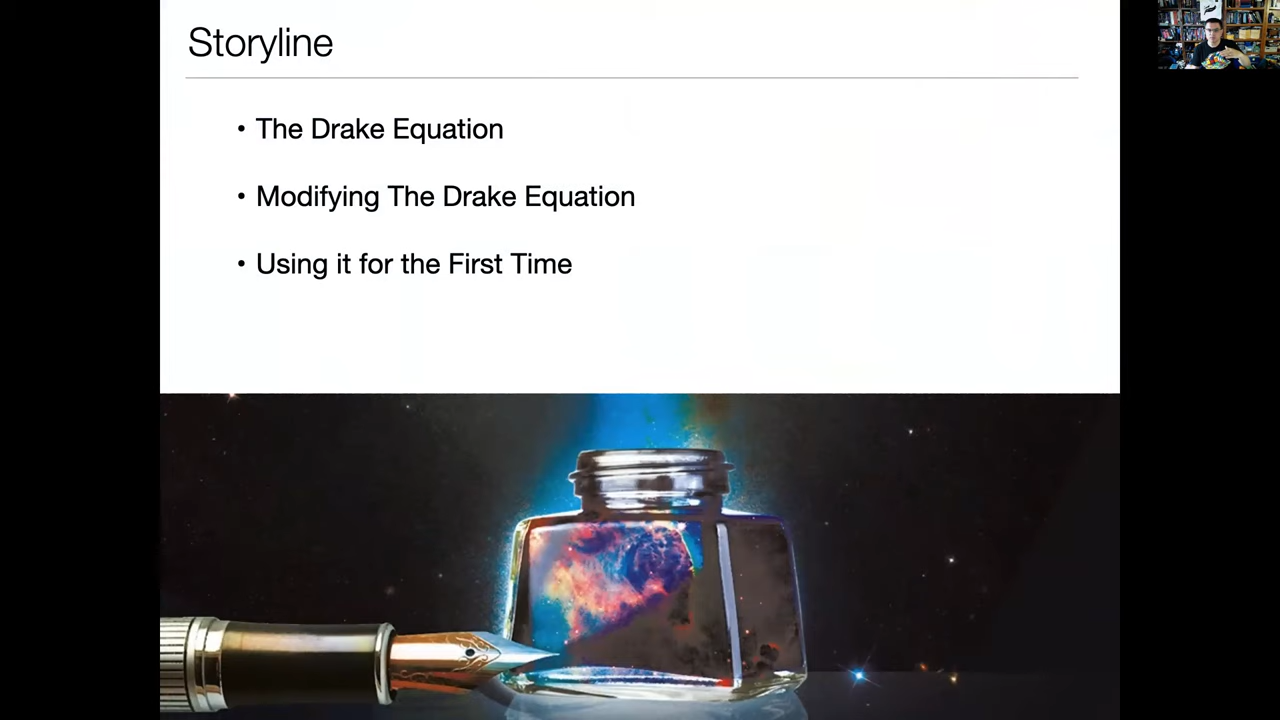 Storyline
• The Drake Equation
• Modifying The Drake Equation
• Using it for the First Time